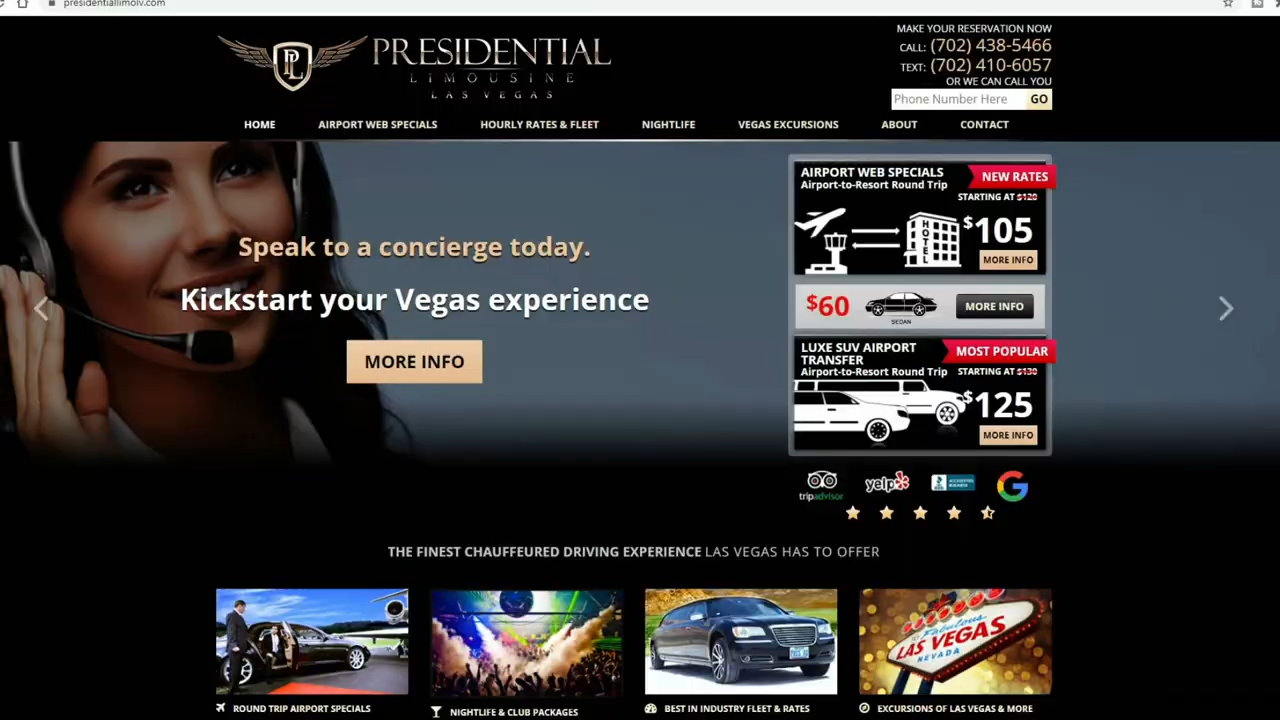 presidentiallimolv.com
MAKE YOUR RESERVATION NOW
CALL: (702) 438-5466
TEXT: (702) 410-6057
OR WE CAN CALL YOU
Phone Number Here GO
PL
PRESIDENTIAL
LIMOUSINE
LAS VEGAS
HOME AIRPORT WEB SPECIALS HOURLY RATES & FLEET NIGHTLIFE VEGAS EXCURSIONS ABOUT CONTACT
Speak to a concierge today.
Kickstart your Vegas experience
MORE INFO
AIRPORT WEB SPECIALS NEW RATES
Airport-to-Resort Round Trip
STARTING AT $120
HOTEL
$105
MORE INFO
$60 SEDAN MORE INFO
LUXE SUV AIRPORT
TRANSFER
MOST POPULAR
Airport-to-Resort Round Trip STARTING AT $130
$125
MORE INFO
tripadvisor yelp ACCREDITED BUSINESS G
THE FINEST CHAUFFEURED DRIVING EXPERIENCE LAS VEGAS HAS TO OFFER
Fabulous
LAS VEGAS
NEVADA
ROUND TRIP AIRPORT SPECIALS
NIGHTLIFE & CLUB PACKAGES
BEST IN INDUSTRY FLEET & RATES
EXCURSIONS OF LAS VEGAS & MORE